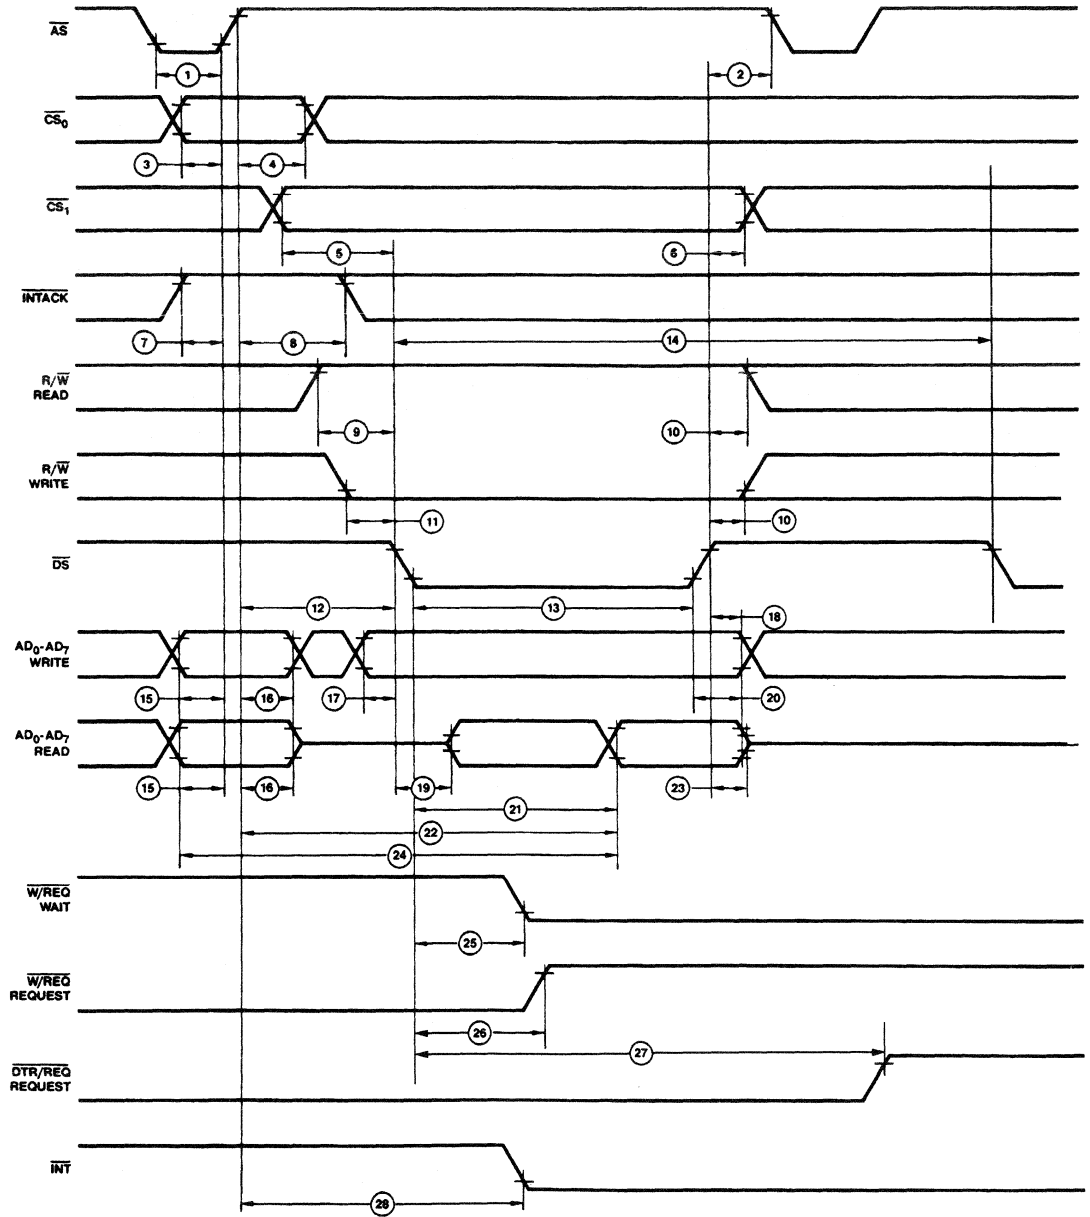 AS
1
2
CS0
3
4
CS1
5
6
INTACK
7
8
14
R/W
READ
9
10
R/W
WRITE
11
10
DS
12
13
18
AD0-AD7
WRITE
15
16
17
20
AD0-AD7
READ
15
16
19
23
21
22
24
W/REQ
WAIT
25
W/REQ
REQUEST
26
27
DTR/REQ
REQUEST
INT
28